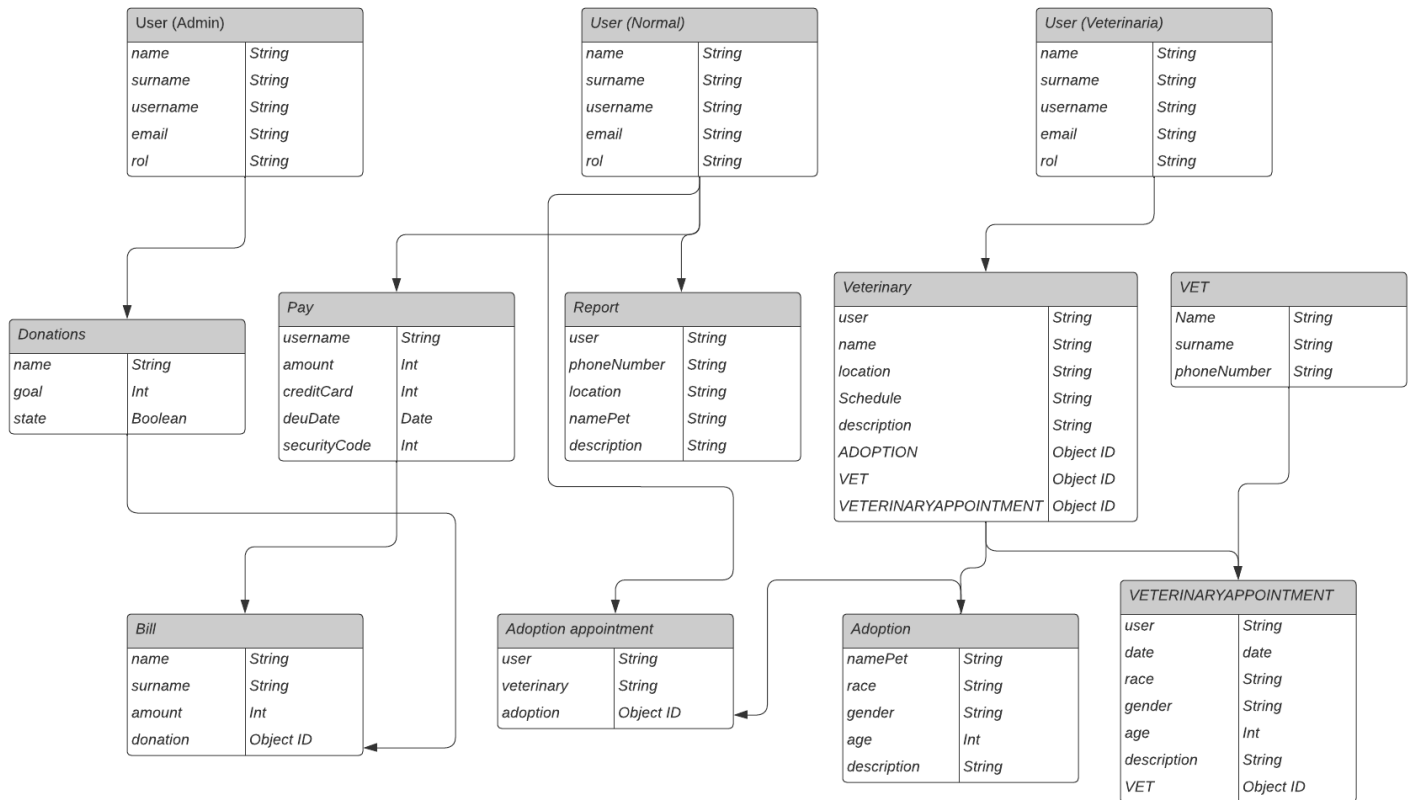 User (Admin)
name String
surname String
username String
email String
rol String
User (Normal)
name String
surname String
username String
email String
rol String
User (Veterinaria)
name String
surname String
username String
email String
rol String
Donations
name String
goal Int
state Boolean
Pay
username String
amount Int
creditCard Int
deuDate Date
securityCode Int
Report
user String
phoneNumber String
location String
namePet String
description String
Veterinary
user String
name String
location String
Schedule String
description String
ADOPTION Object ID
VET Object ID
VETERINARYAPPOINTMENT Object ID
VET
Name String
surname String
phoneNumber String
Bill
name String
surname String
amount Int
donation Object ID
Adoption appointment
user String
veterinary String
adoption Object ID
Adoption
namePet String
race String
gender String
age Int
description String
VETERINARYAPPOINTMENT
user String
date date
race String
gender String
age Int
description String
VET Object ID